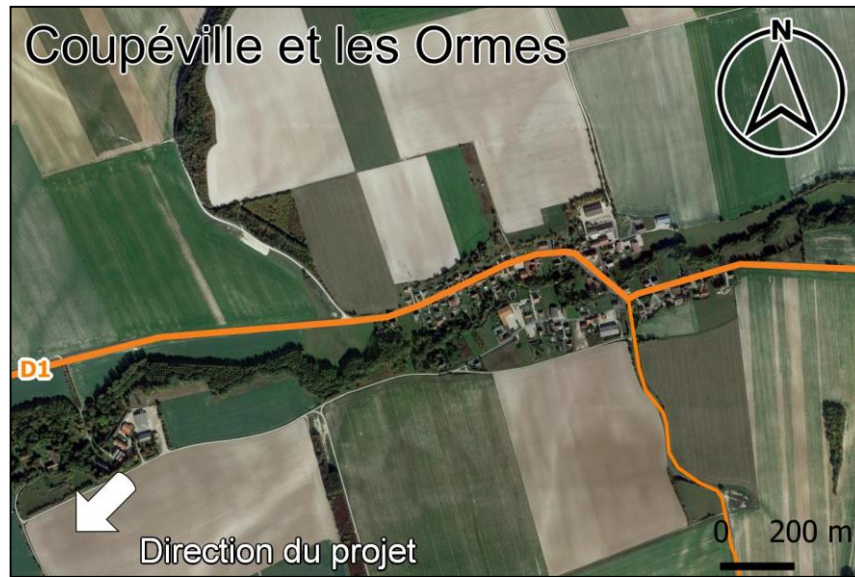 Coupéville et les Ormes
N
D1
Direction du projet
0 200 m